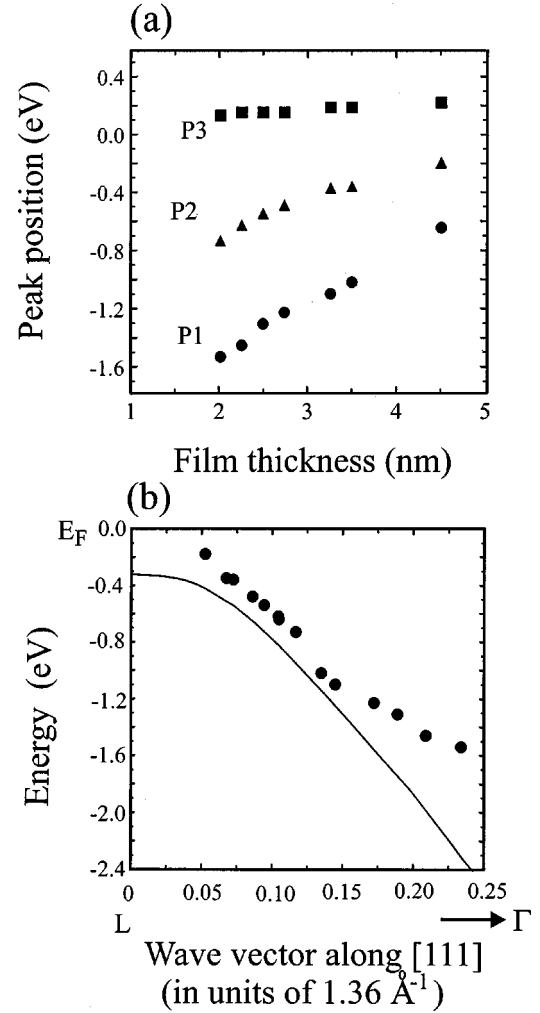 (a)
Peak position (eV)
0.4
0.0
-0.4
-0.8
-1.2
-1.6
P3
P2
P1
1 2 3 4 5
Film thickness (nm)
(b)
E_F
0.0
-0.4
-0.8
-1.2
-1.6
-2.0
-2.4
Energy (eV)
0 0.05 0.10 0.15 0.20 0.25
L Γ
Wave vector along [111]
(in units of 1.36 Å⁻¹)